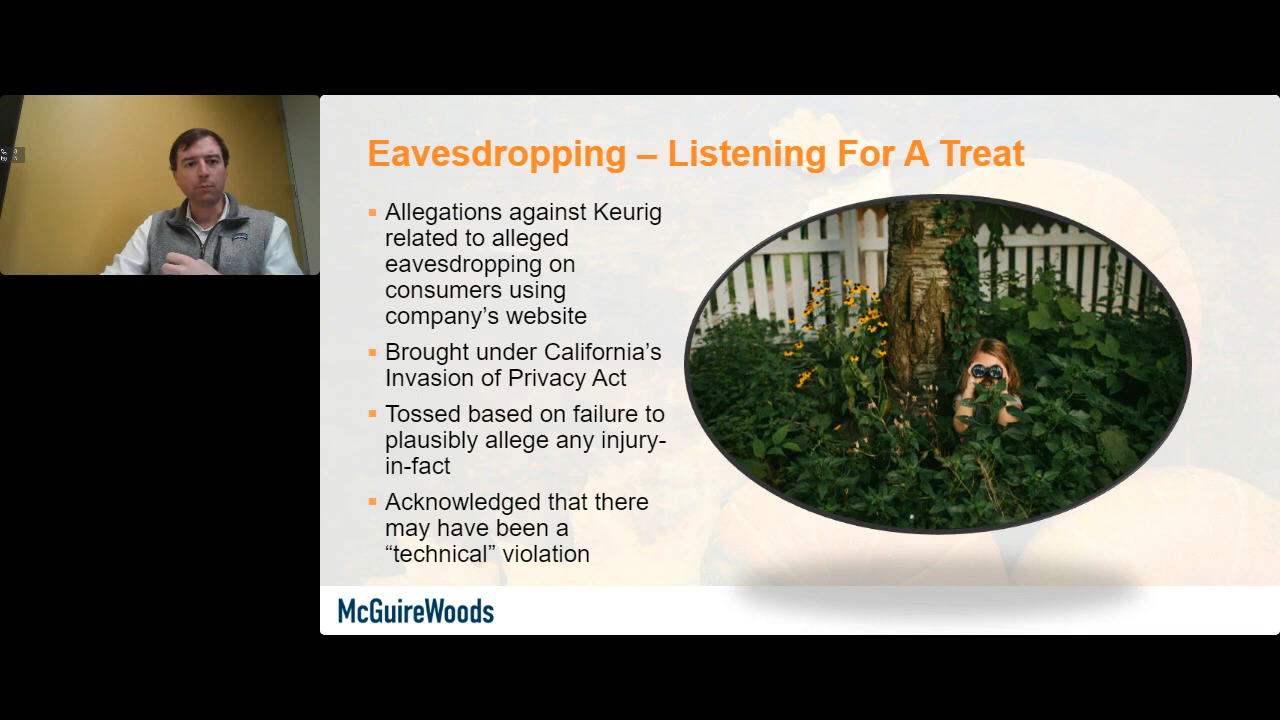 Eavesdropping – Listening For A Treat
Allegations against Keurig
related to alleged
eavesdropping on
consumers using
company’s website
Brought under California’s
Invasion of Privacy Act
Tossed based on failure to
plausibly allege any injury-
in-fact
Acknowledged that there
may have been a
“technical” violation
McGuireWoods